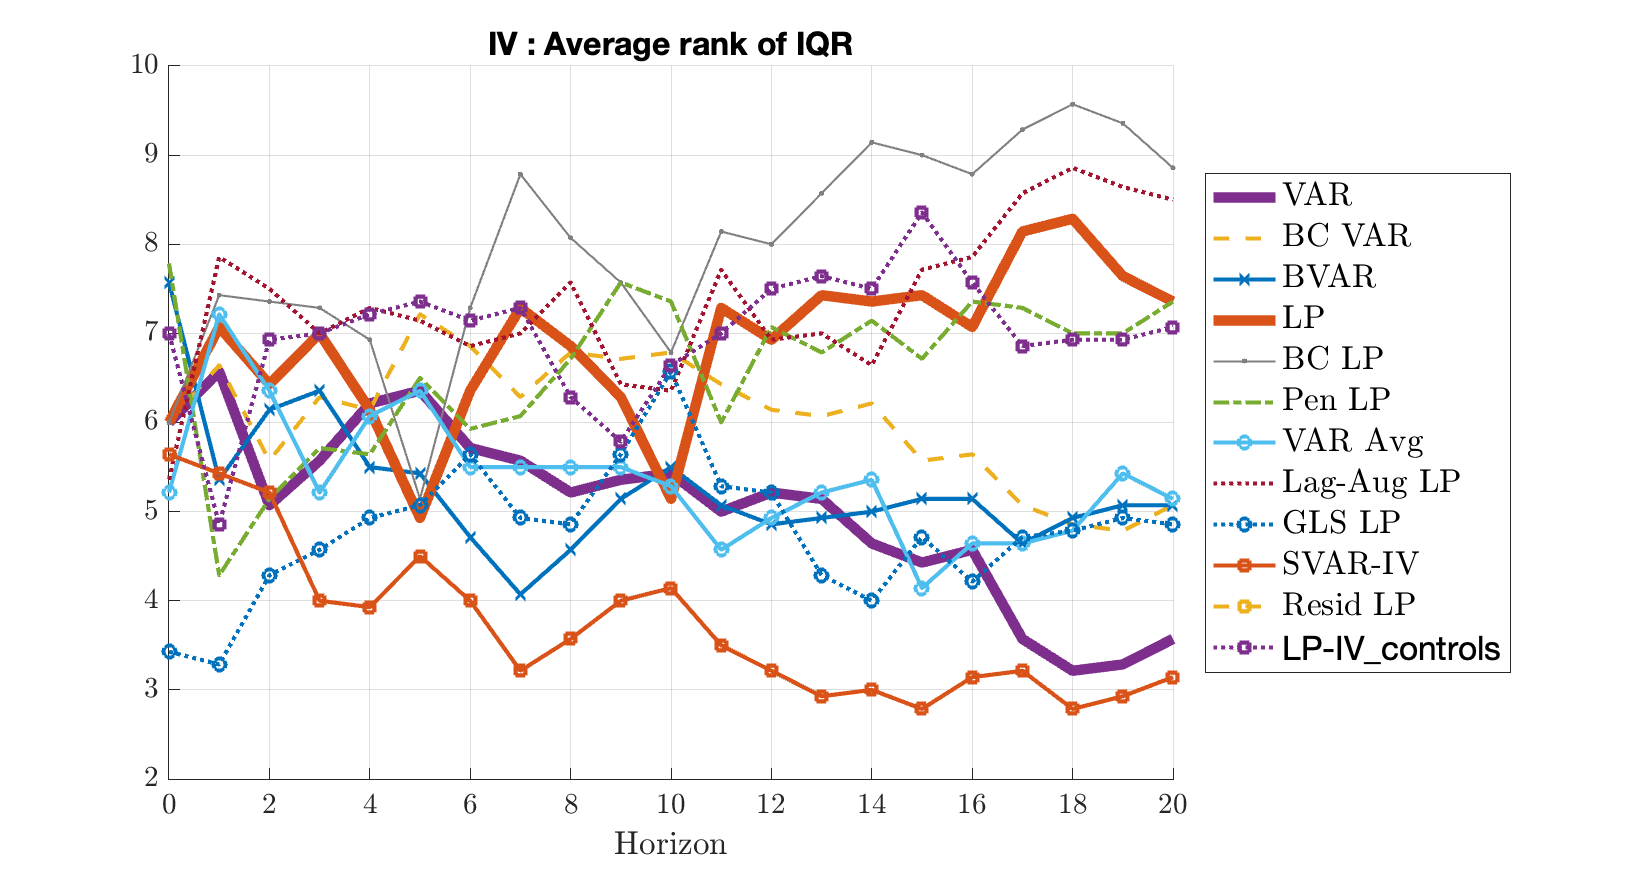 IV : Average rank of IQR
10
9
8
7
6
5
4
3
2
0 2 4 6 8 10 12 14 16 18 20
Horizon
VAR
BC VAR
BVAR
LP
BC LP
Pen LP
VAR Avg
Lag-Aug LP
GLS LP
SVAR-IV
Resid LP
LP-IV_controls